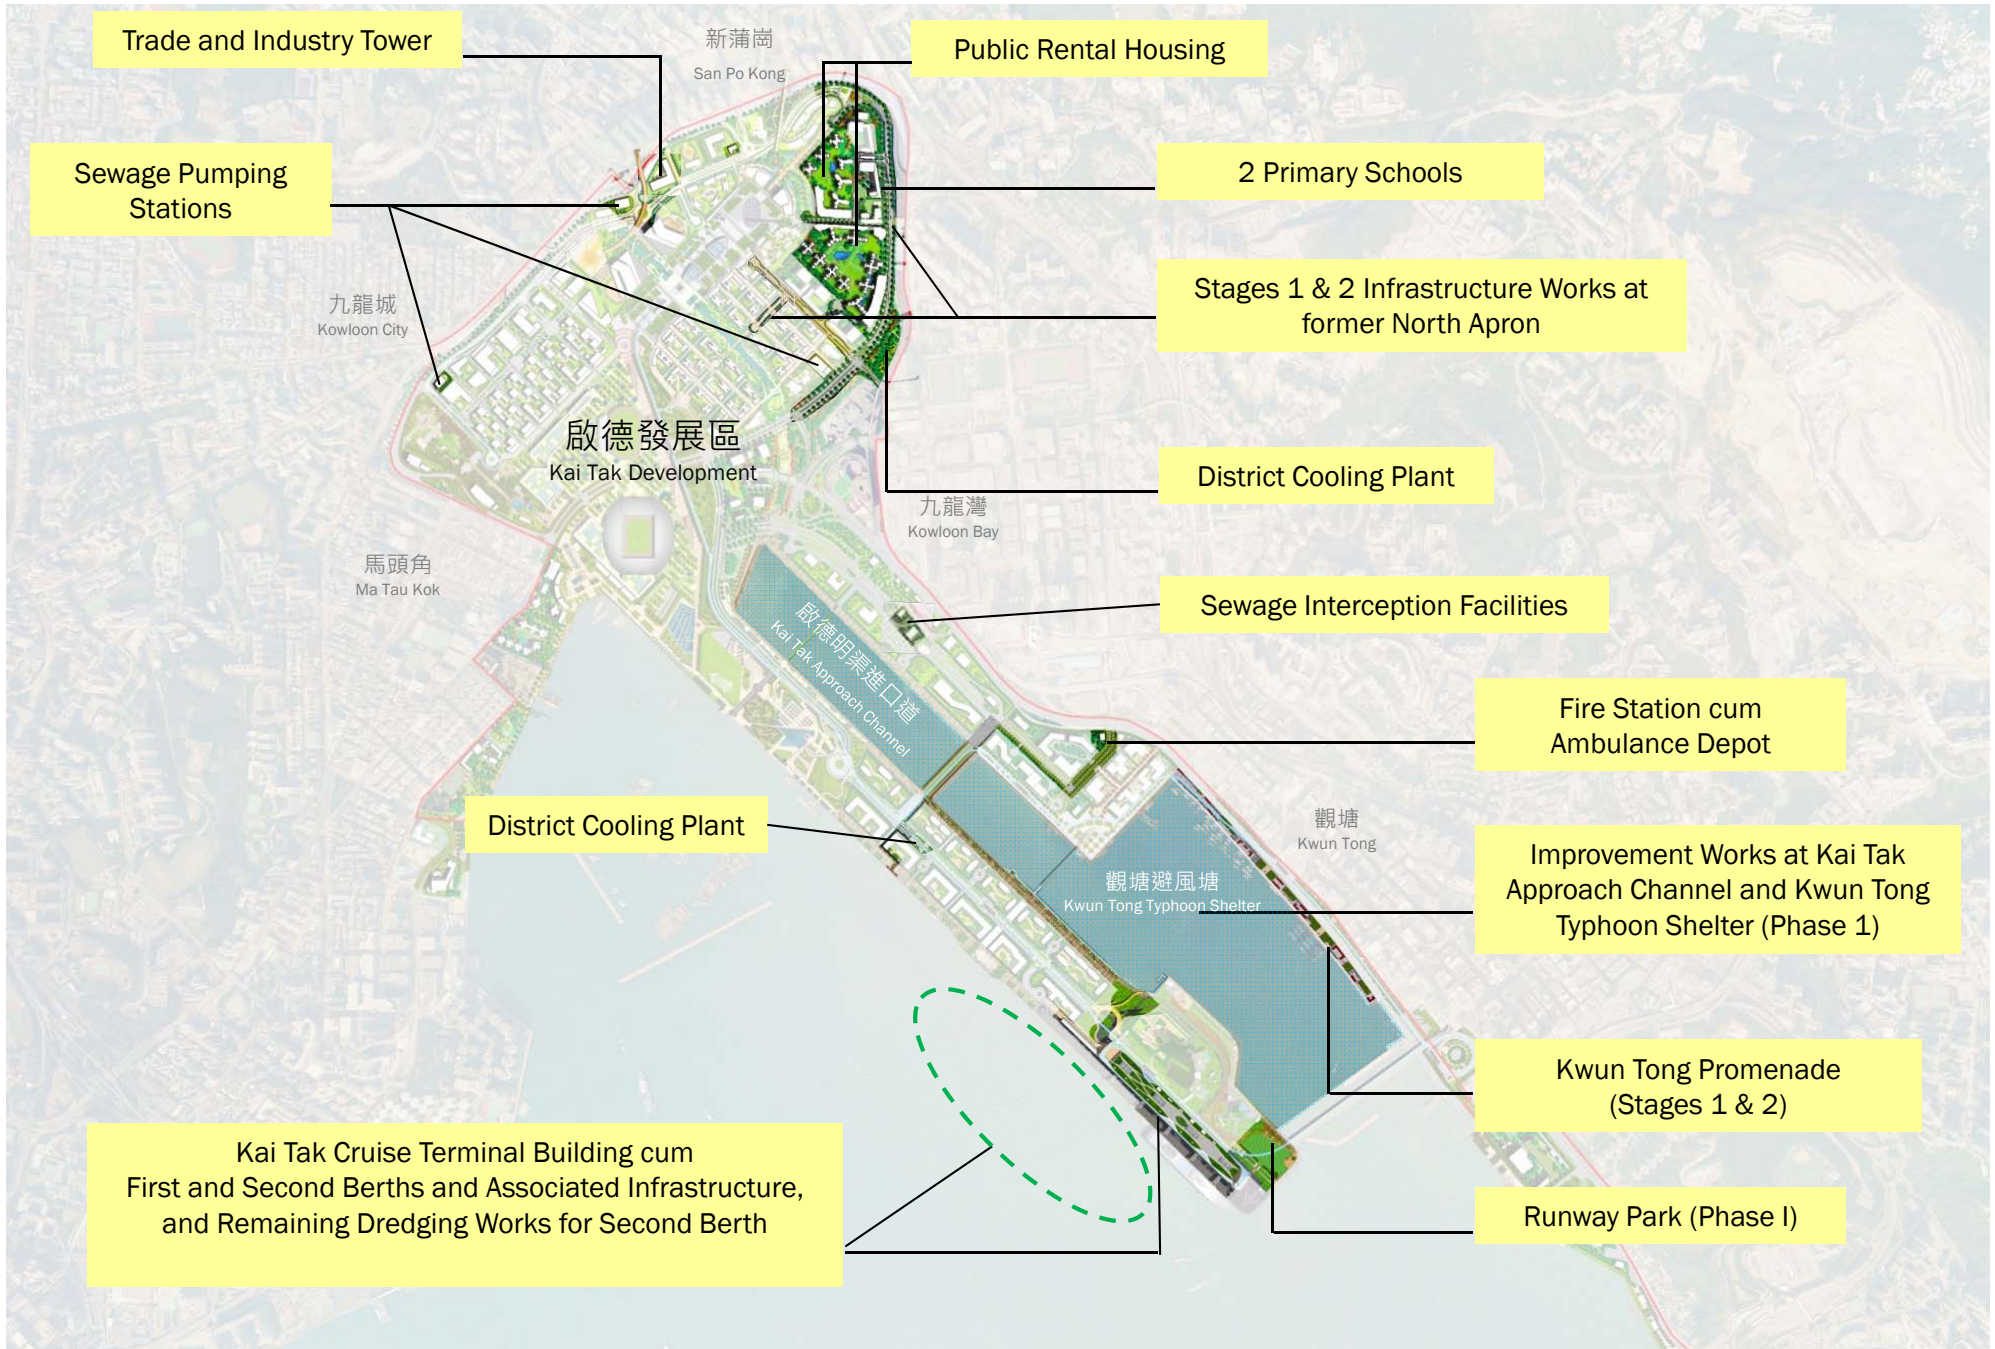 Trade and Industry Tower
新蒲崗
San Po Kong
Public Rental Housing
Sewage Pumping
Stations
2 Primary Schools
九龍城
Kowloon City
Stages 1 & 2 Infrastructure Works at
former North Apron
啟德發展區
Kai Tak Development
District Cooling Plant
九龍灣
Kowloon Bay
馬頭角
Ma Tau Kok
Sewage Interception Facilities
啟德明渠進口道
Kai Tak Approach Channel
Fire Station cum
Ambulance Depot
District Cooling Plant
觀塘
Kwun Tong
觀塘避風塘
Kwun Tong Typhoon Shelter
Improvement Works at Kai Tak
Approach Channel and Kwun Tong
Typhoon Shelter (Phase 1)
Kwun Tong Promenade
(Stages 1 & 2)
Kai Tak Cruise Terminal Building cum
First and Second Berths and Associated Infrastructure,
and Remaining Dredging Works for Second Berth
Runway Park (Phase I)